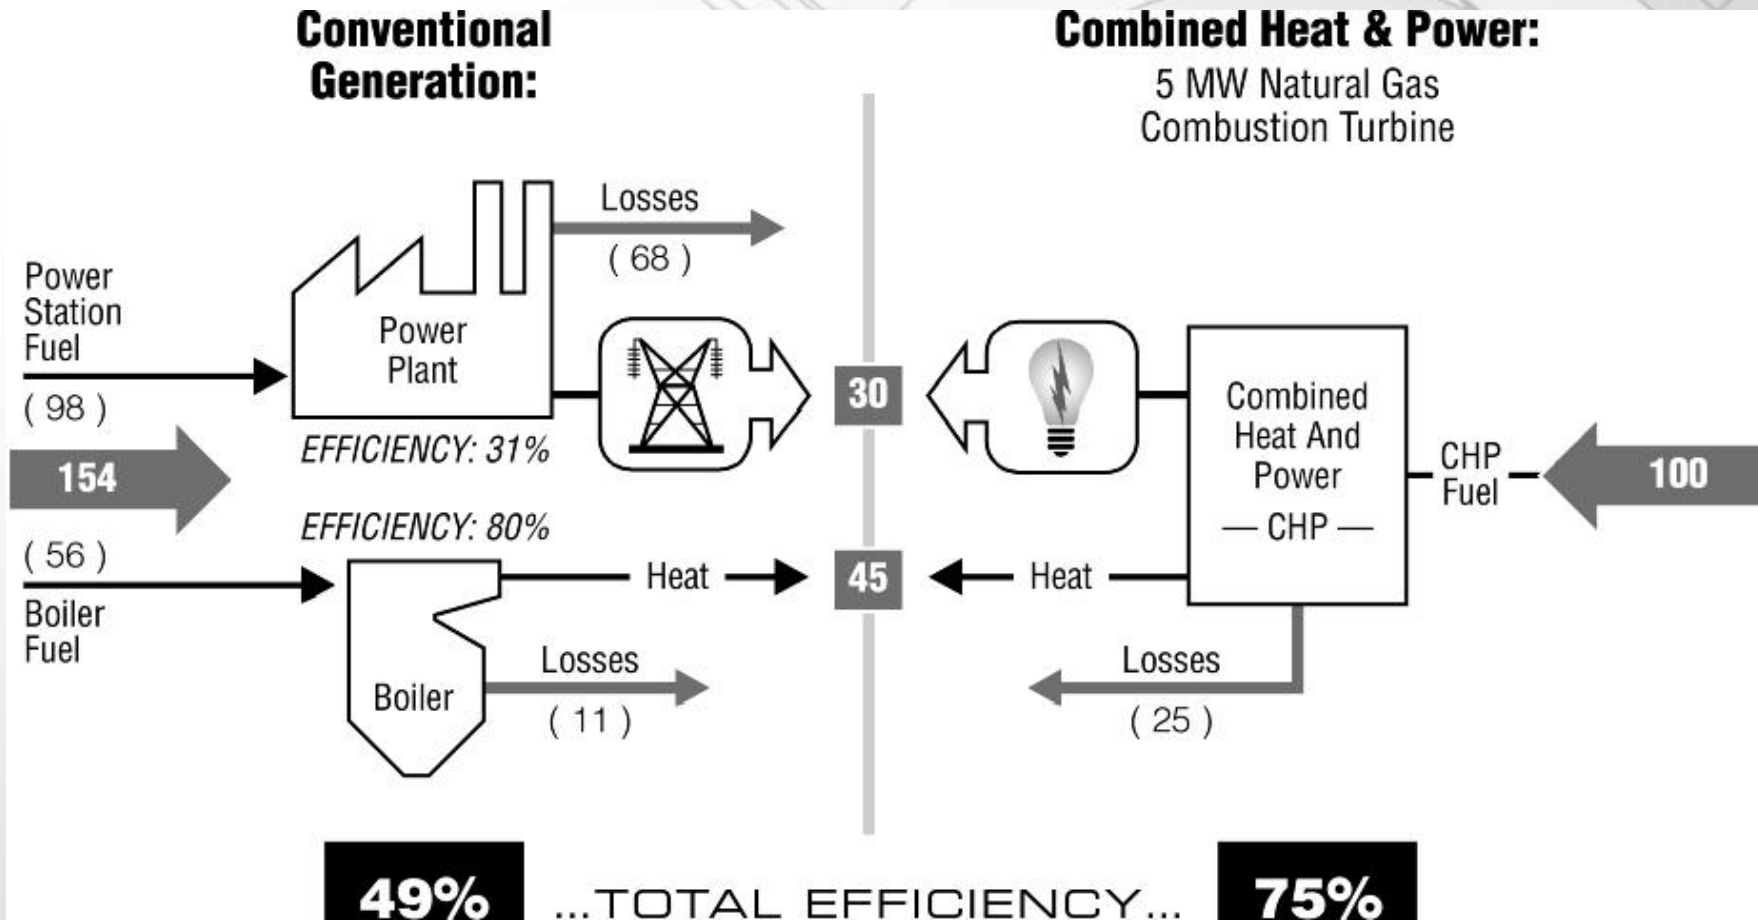 Conventional
Generation:
Combined Heat & Power:
5 MW Natural Gas
Combustion Turbine
Losses
( 68 )
Power
Station
Fuel
( 98 )
Power
Plant
EFFICIENCY: 31%
30
154
EFFICIENCY: 80%
( 56 )
Boiler
Fuel
Heat
45
Boiler
Losses
( 11 )
Combined
Heat And
Power
— CHP —
CHP
Fuel
100
Heat
Losses
( 25 )
49%
...TOTAL EFFICIENCY...
75%